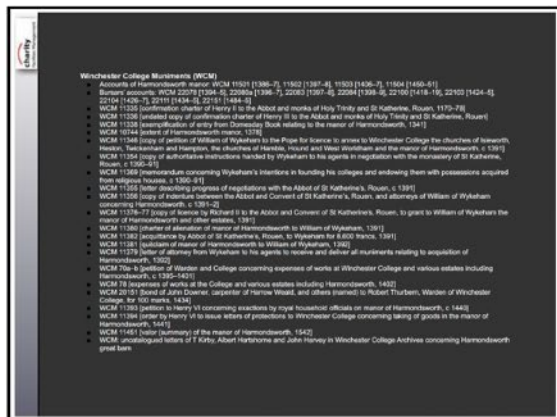 charity
Winchester College Muniments (WCM)
Accounts of Harmondsworth manor: WCM 11501 [1386–7], 11502 [1397–8], 11503 [1406–7], 11504 [1450–51]
Bursars' accounts: WCM 22078 [1394–5], 22080a [1396–7], 22083 [1397–8], 22084 [1398–9], 22100 [1418–19], 22103 [1424–5],
22104 [1426–7], 22111 [1434–5], 22151 [1484–5]
WCM 11335 [confirmation charter of Henry II to the Abbot and monks of Holy Trinity and St Katherine, Rouen, 1173–78]
WCM 11336 [undated copy of confirmation charter of Henry III to the Abbot and monks of Holy Trinity and St Katherine, Rouen]
WCM 11338 [exemplification of entry from Domesday Book relating to the manor of Harmondsworth, 1341]
WCM 10744 [extent of Harmondsworth manor, 1378]
WCM 11346 [copy of petition of William of Wykeham to the Pope for licence to annex to Winchester College the churches of Isleworth,
Heston, Twickenham and Hampton, the churches of Hamble, Hound and West Worldham and the manor of Harmondsworth, c 1391]
WCM 11354 [copy of authoritative instructions handed by Wykeham to his agents in negotiation with the monastery of St Katherine,
Rouen, c 1390–91]
WCM 11369 [memorandum concerning Wykeham's intentions in founding his colleges and endowing them with possessions acquired
from religious houses, c 1390–91]
WCM 11355 [letter describing progress of negotiations with the Abbot of St Katherine's, Rouen, c 1391]
WCM 11356 [copy of indenture between the Abbot and Convent of St Katherine's, Rouen, and attorneys of William of Wykeham
concerning Harmondsworth, c 1391–2]
WCM 11376–77 [copy of licence by Richard II to the Abbot and Convent of St Katherine's, Rouen, to grant to William of Wykeham the
manor of Harmondsworth and other estates, 1391]
WCM 11360 [charter of alienation of manor of Harmondsworth to William of Wykeham, 1391]
WCM 11382 [acquittance by Abbot of St Katherine's, Rouen, to Wykeham for 8,600 francs, 1391]
WCM 11381 [quitclaim of manor of Harmondsworth to William of Wykeham, 1392]
WCM 11379 [letter of attorney from Wykeham to his agents to receive and deliver all muniments relating to acquisition of
Harmondsworth, 1392]
WCM 70a–b [petition of Warden and College concerning expenses of works at Winchester College and various estates including
Harmondsworth, c 1395–1401]
WCM 78 [expenses of works at the College and various estates including Harmondsworth, 1402]
WCM 20151 [bond of John Downer, carpenter of Harrow Weald, and others (named) to Robert Thurbern, Warden of Winchester
College, for 100 marks, 1434]
WCM 11393 [petition to Henry VI concerning exactions by royal household officials on manor of Harmondsworth, c 1440]
WCM 11394 [order by Henry VI to issue letters of protections to Winchester College concerning taking of goods in the manor of
Harmondsworth, 1441]
WCM 11461 [valor (summary) of the manor of Harmondsworth, 1542]
WCM: uncatalogued letters of T Kirby, Albert Hartshorne and John Harvey in Winchester College Archives concerning Harmondsworth
great barn